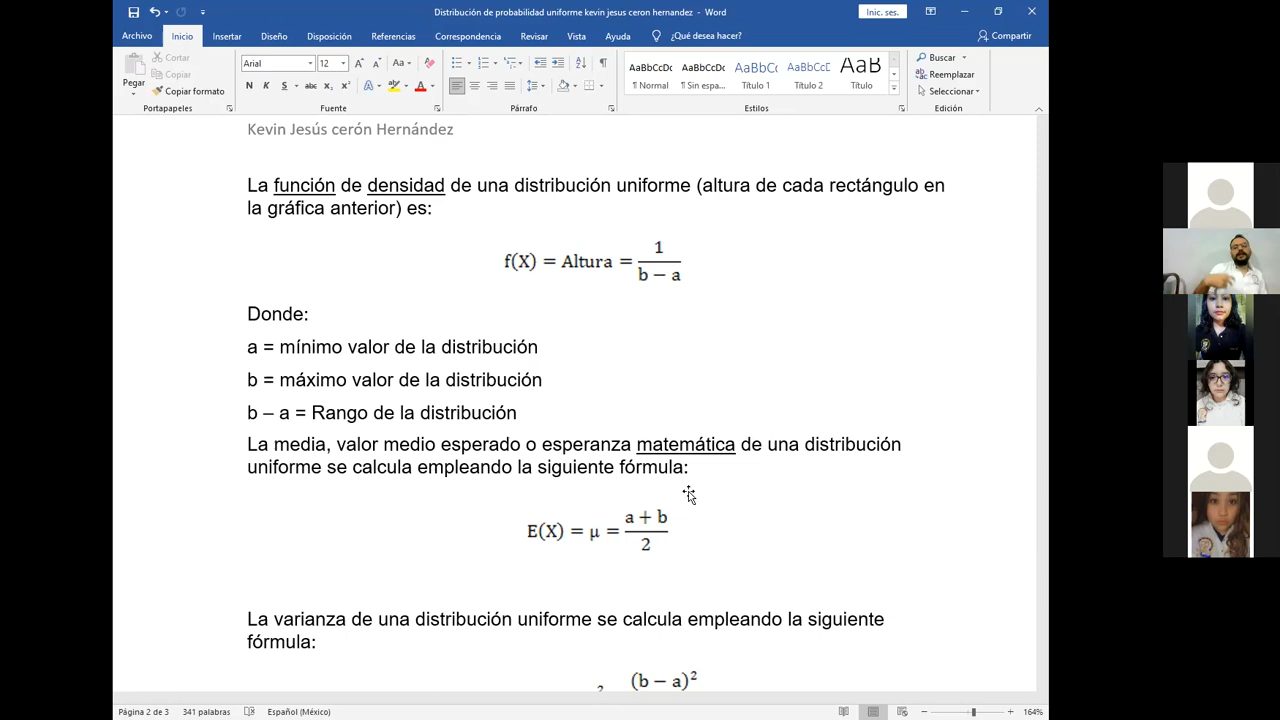 Distribución de probabilidad uniforme kevin jesus ceron hernandez - Word
Inic. ses.
Archivo Inicio Insertar Diseño Disposición Referencias Correspondencia Revisar Vista Ayuda ¿Qué desea hacer? Compartir
Pegar
Cortar
Copiar
Copiar formato
Portapapeles
Arial 12
N K S abc x₂ x²
Fuente
Párrafo
AaBbCcDc AaBbCcDc AaBbCc AaBbCcD AaB
¶ Normal ¶ Sin espa... Título 1 Título 2 Título
Estilos
Buscar
Reemplazar
Seleccionar
Edición
Kevin Jesús cerón Hernández
La función de densidad de una distribución uniforme (altura de cada rectángulo en
la gráfica anterior) es:
f(X) = Altura = 1 / (b − a)
Donde:
a = mínimo valor de la distribución
b = máximo valor de la distribución
b – a = Rango de la distribución
La media, valor medio esperado o esperanza matemática de una distribución
uniforme se calcula empleando la siguiente fórmula:
E(X) = μ = (a + b) / 2
La varianza de una distribución uniforme se calcula empleando la siguiente
fórmula:
2 (b − a)²
Página 2 de 3 341 palabras Español (México) 164%